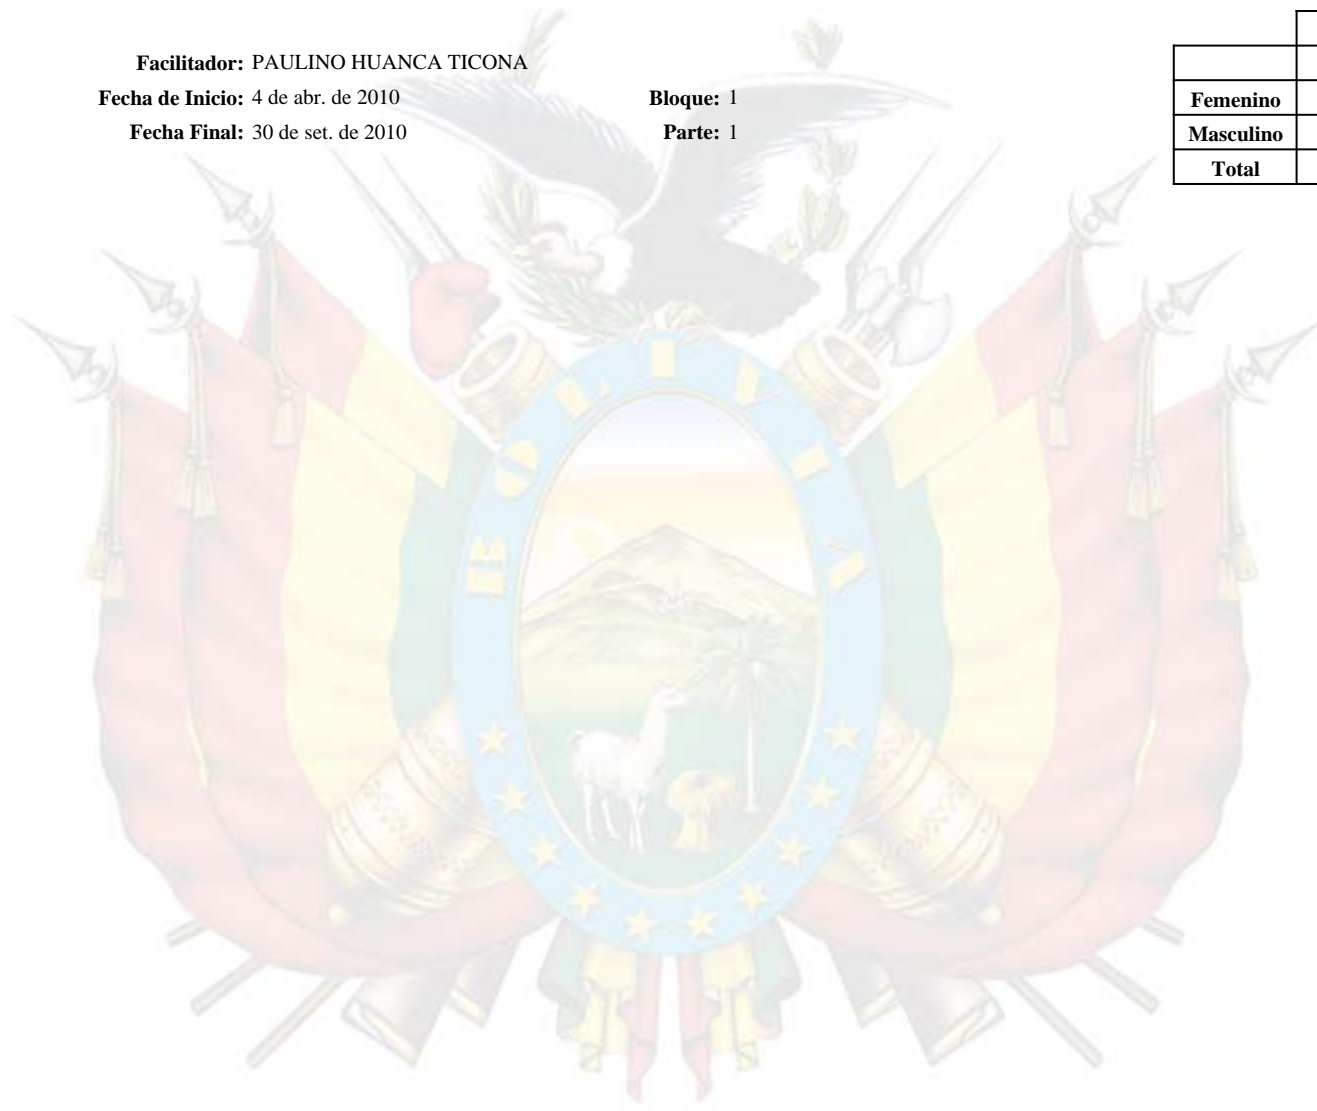 Facilitador: PAULINO HUANCA TICONA
Fecha de Inicio: 4 de abr. de 2010 Bloque: 1
Fecha Final: 30 de set. de 2010 Parte: 1
Femenino
Masculino
Total
BOLIVIA